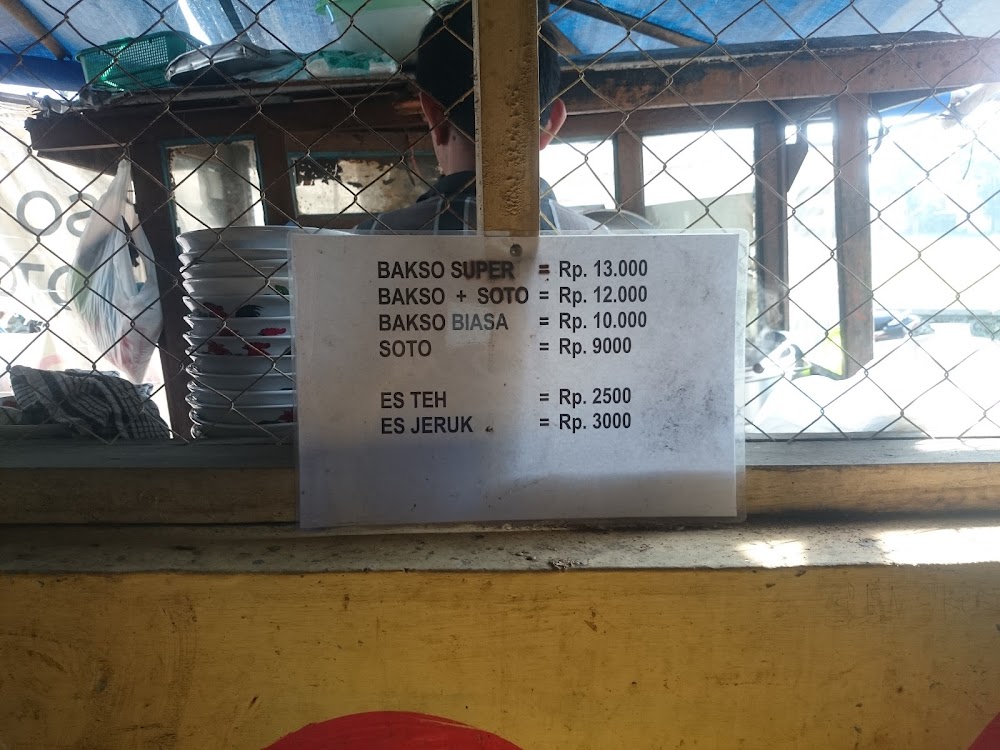 BAKSO SUPER = Rp. 13.000
BAKSO + SOTO = Rp. 12.000
BAKSO BIASA = Rp. 10.000
SOTO = Rp. 9000
ES TEH = Rp. 2500
ES JERUK = Rp. 3000